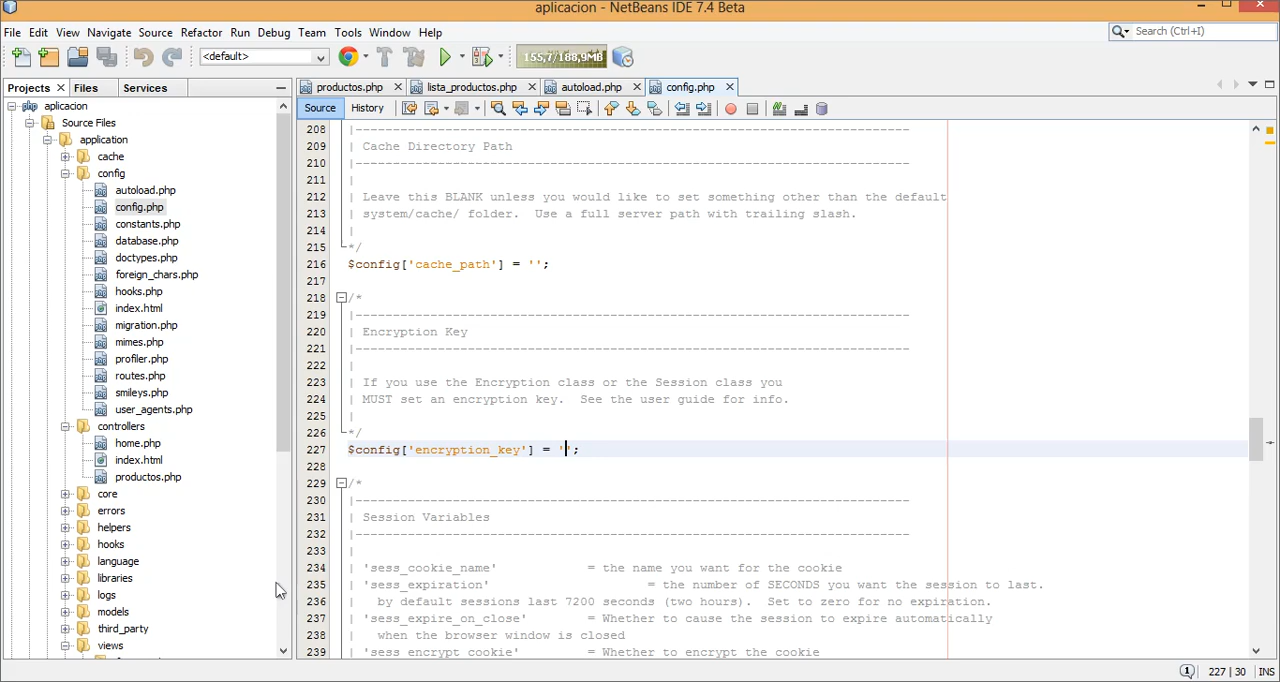 aplicacion - NetBeans IDE 7.4 Beta
File Edit View Navigate Source Refactor Run Debug Team Tools Window Help
Search (Ctrl+I)
<default>
155,7/188,9MB
Projects Files Services
productos.php lista_productos.php autoload.php config.php
Source History
aplicacion
Source Files
application
cache
config
autoload.php
config.php
constants.php
database.php
doctypes.php
foreign_chars.php
hooks.php
index.html
migration.php
mimes.php
profiler.php
routes.php
smileys.php
user_agents.php
controllers
home.php
index.html
productos.php
core
errors
helpers
hooks
language
libraries
logs
models
third_party
views
208 |--------------------------------------------------------------------------
209 | Cache Directory Path
210 |--------------------------------------------------------------------------
211 |
212 | Leave this BLANK unless you would like to set something other than the default
213 | system/cache/ folder.  Use a full server path with trailing slash.
214 |
215 */
216 $config['cache_path'] = '';
217
218 /*
219 |--------------------------------------------------------------------------
220 | Encryption Key
221 |--------------------------------------------------------------------------
222 |
223 | If you use the Encryption class or the Session class you
224 | MUST set an encryption key.  See the user guide for info.
225 |
226 */
227 $config['encryption_key'] = '';
228
229 /*
230 |--------------------------------------------------------------------------
231 | Session Variables
232 |--------------------------------------------------------------------------
233 |
234 | 'sess_cookie_name' = the name you want for the cookie
235 | 'sess_expiration' = the number of SECONDS you want the session to last.
236 | by default sessions last 7200 seconds (two hours).  Set to zero for no expiration.
237 | 'sess_expire_on_close' = Whether to cause the session to expire automatically
238 | when the browser window is closed
239 | 'sess_encrypt_cookie' = Whether to encrypt the cookie
1 227 | 30 INS